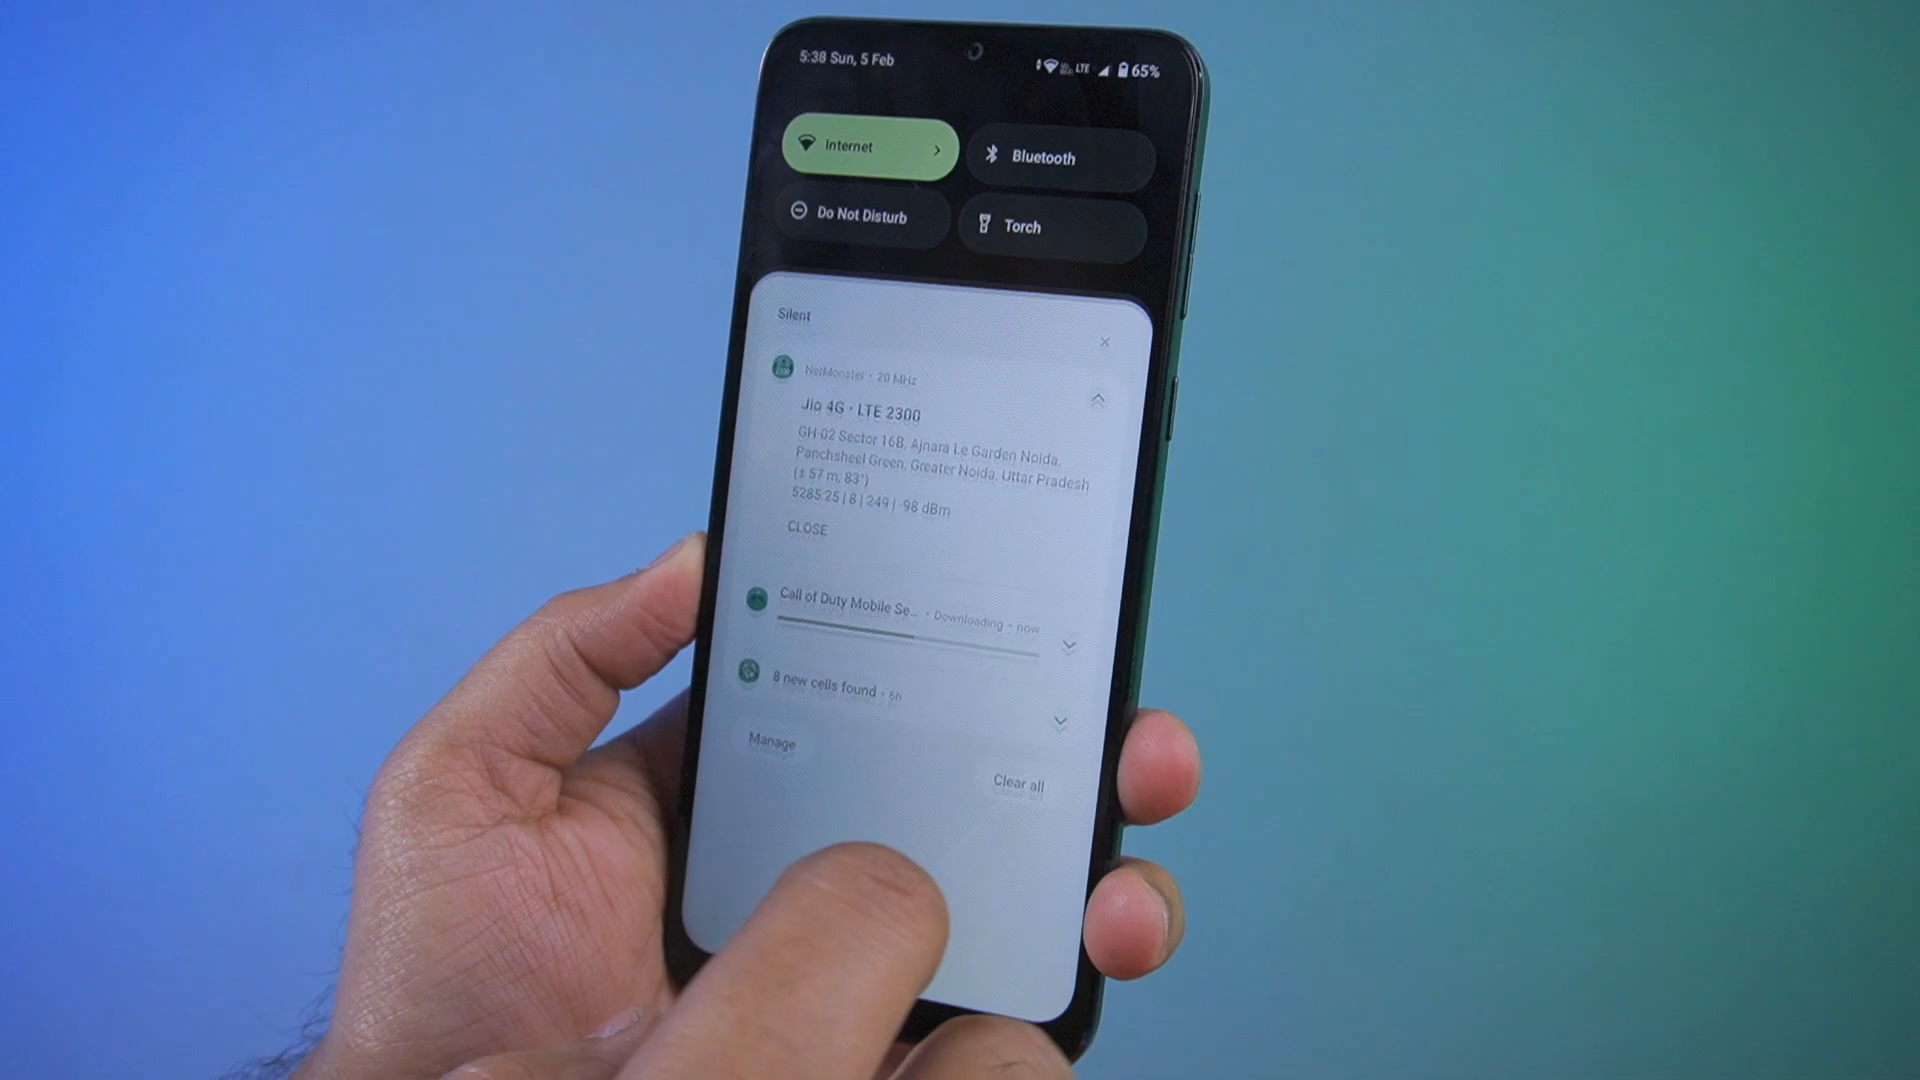 5:38 Sun, 5 Feb
LTE 65%
Internet
Bluetooth
Do Not Disturb
Torch
Silent
NetMonster • 20 MHz
Jio 4G • LTE 2300
GH-02 Sector 16B, Ajnara Le Garden Noida,
Panchsheel Green, Greater Noida, Uttar Pradesh
(± 57 m, 83°)
5285:25 | 8 | 249 | -98 dBm
CLOSE
Call of Duty Mobile Se... • Downloading • now
8 new cells found • 6h
Manage
Clear all